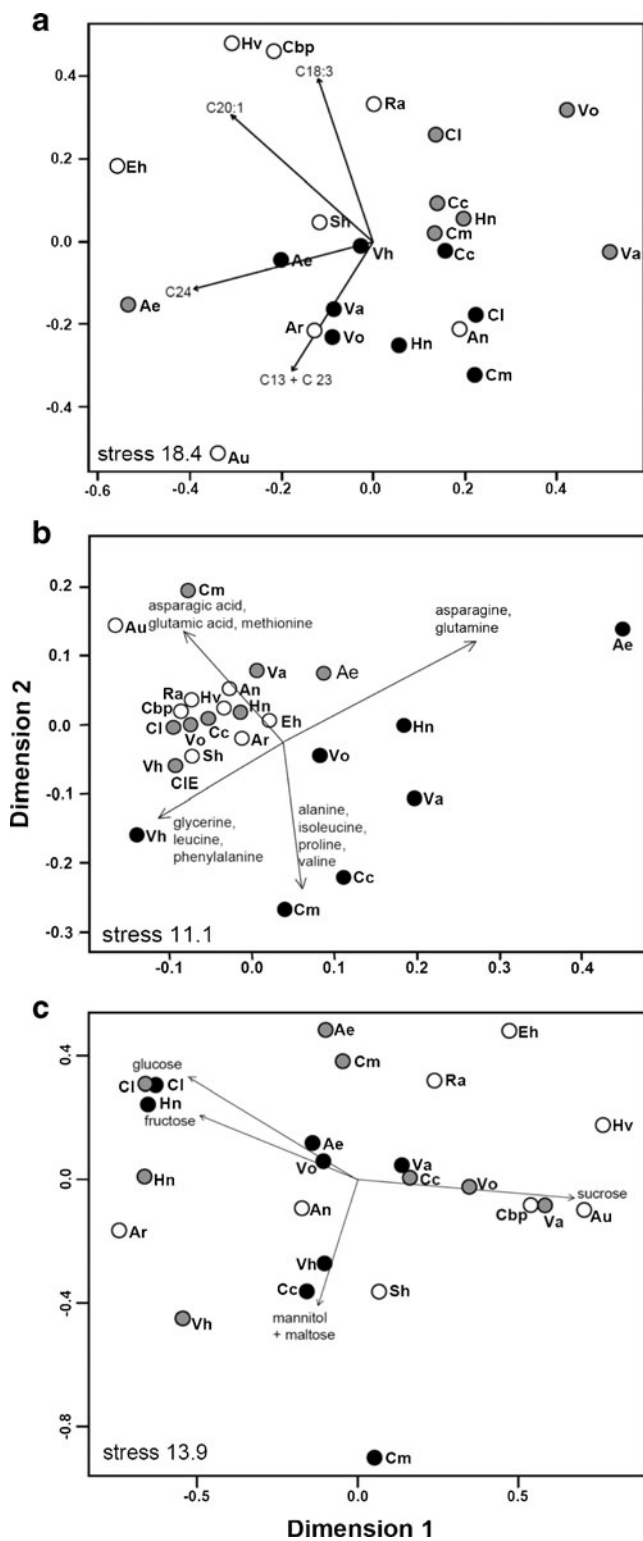 a
Hv Cbp
0.4
C18:3
C20:1
Ra
Vo
Cl
0.2
Eh
Cc
Sh
Hn
0.0
Cm
Ae
Vh
Cc
Va
C24
Ae
Va
Cl
-0.2
Ar
Vo
Hn
An
C13 + C 23
Cm
-0.4
stress 18.4
Au
-0.6 -0.4 -0.2 0.0 0.2 0.4
b
0.2
Cm
asparagic acid,
glutamic acid, methionine
Au
asparagine,
glutamine
Ae
0.1
Va
Ae
Ra
Hv
An
Cbp
Hn
Eh
Hn
0.0
Cl
Vo
Cc
Ar
Vo
Vh
Sh
ClE
-0.1
Va
Vh
glycerine,
leucine,
phenylalanine
alanine,
isoleucine,
proline,
valine
-0.2
Cc
Cm
-0.3
stress 11.1
-0.1 0.0 0.1 0.2 0.3 0.4
Dimension 2
c
Ae
Eh
0.4
Cm
glucose
Cl
Cl
Ra
Hn
fructose
Hv
Ae
Vo
Va
0.0
Hn
Cc
Vo
sucrose
Ar
An
Cbp
Va
Au
Vh
Cc
Sh
-0.4
Vh
mannitol
+ maltose
-0.8
stress 13.9
Cm
-0.5 0.0 0.5
Dimension 1